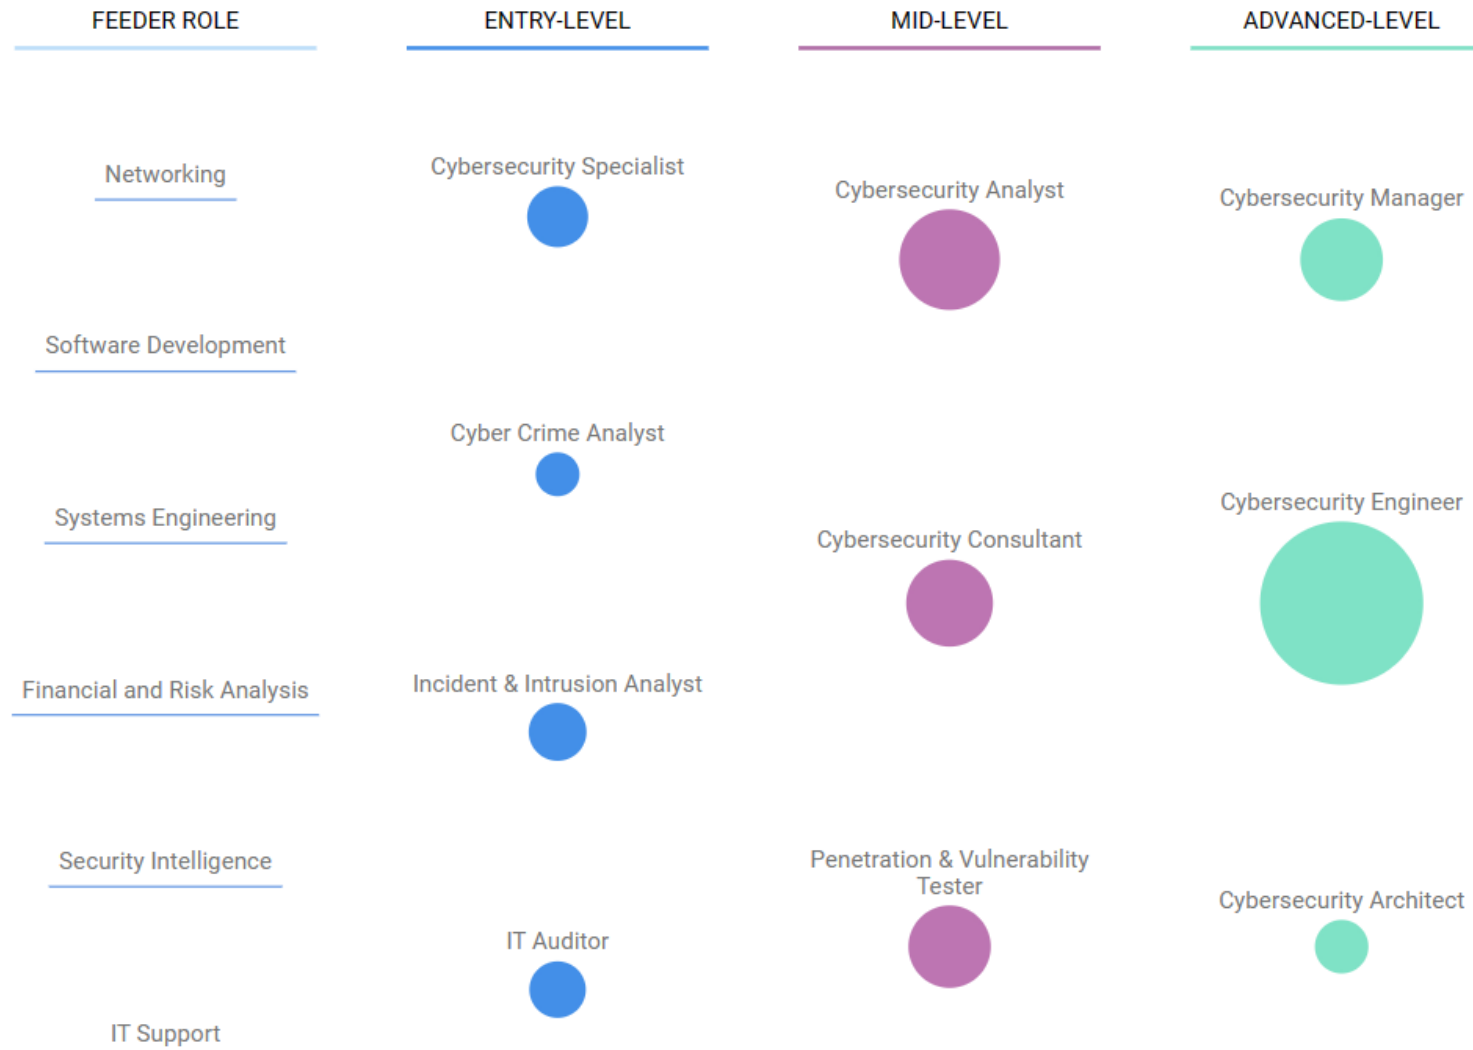 FEEDER ROLE
ENTRY-LEVEL
MID-LEVEL
ADVANCED-LEVEL
Networking
Software Development
Systems Engineering
Financial and Risk Analysis
Security Intelligence
IT Support
Cybersecurity Specialist
Cyber Crime Analyst
Incident & Intrusion Analyst
IT Auditor
Cybersecurity Analyst
Cybersecurity Consultant
Penetration & Vulnerability
Tester
Cybersecurity Manager
Cybersecurity Engineer
Cybersecurity Architect